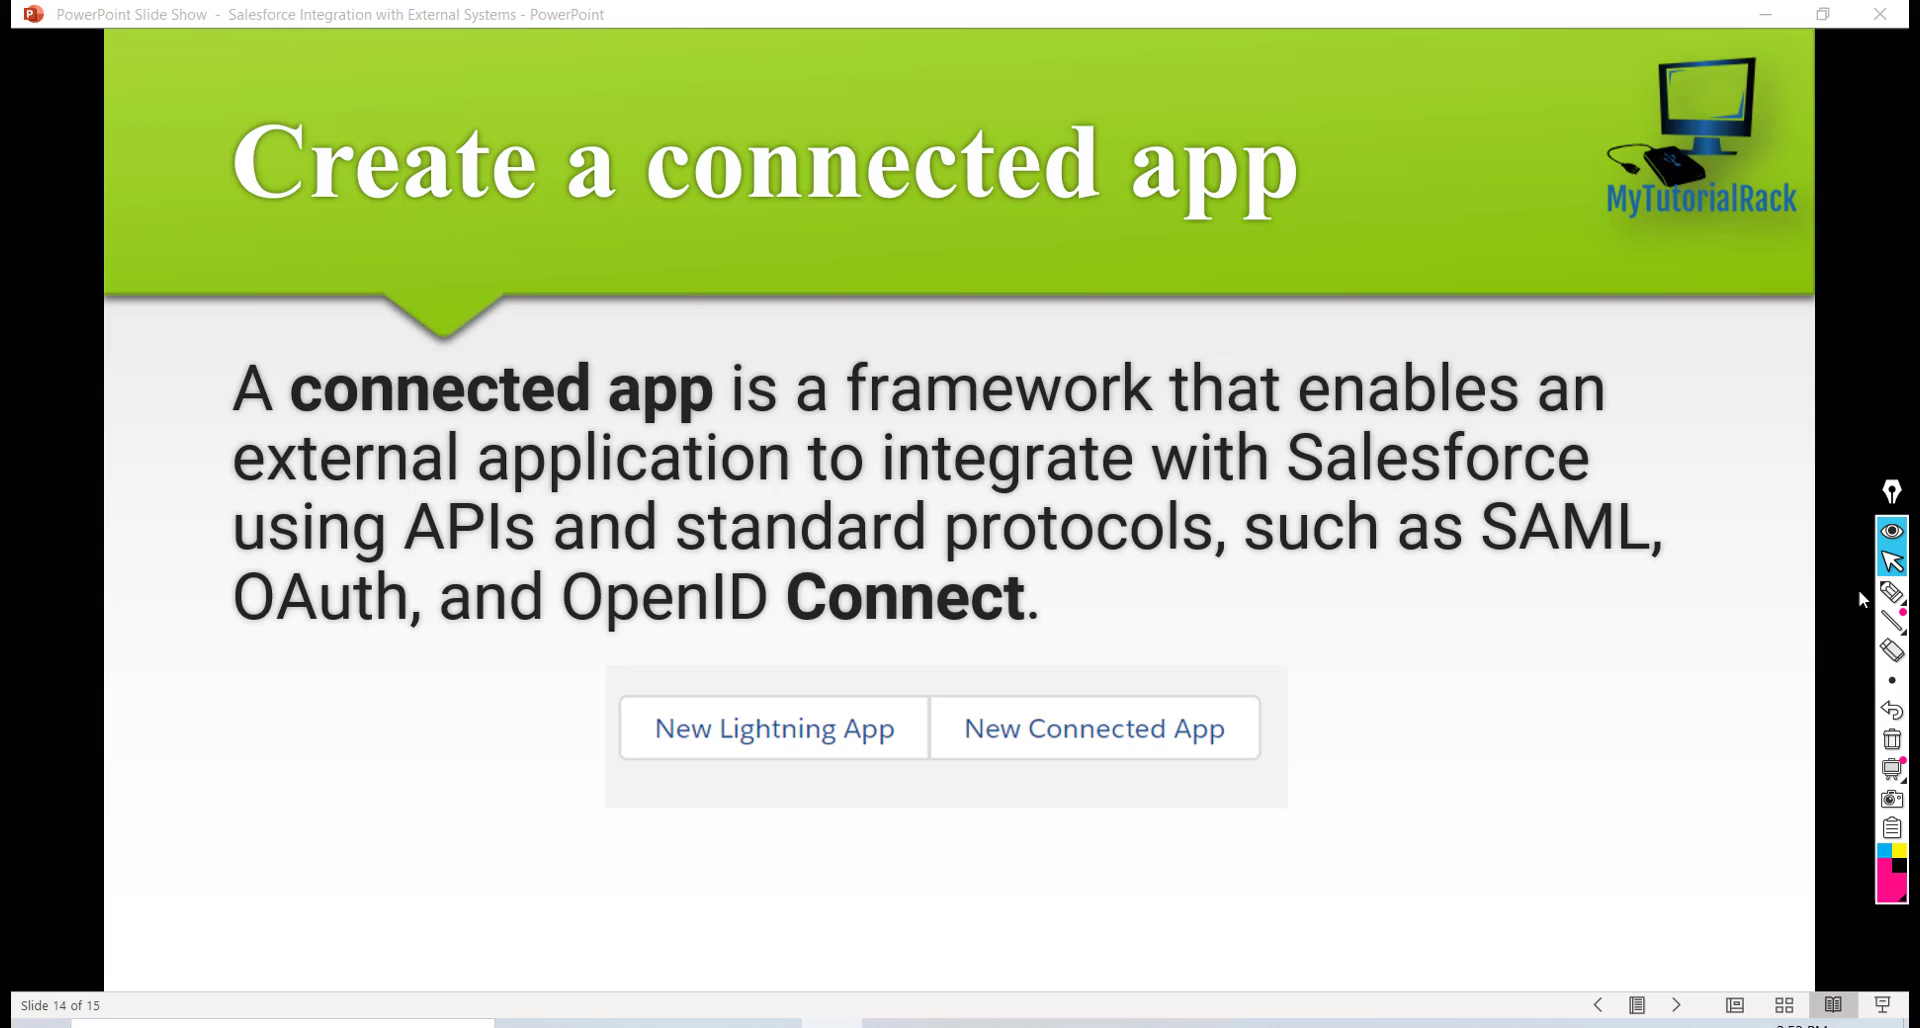 PowerPoint Slide Show - Salesforce Integration with External Systems - PowerPoint
Create a connected app
MyTutorialRack
A connected app is a framework that enables an
external application to integrate with Salesforce
using APIs and standard protocols, such as SAML,
OAuth, and OpenID Connect.
New Lightning App New Connected App
Slide 14 of 15